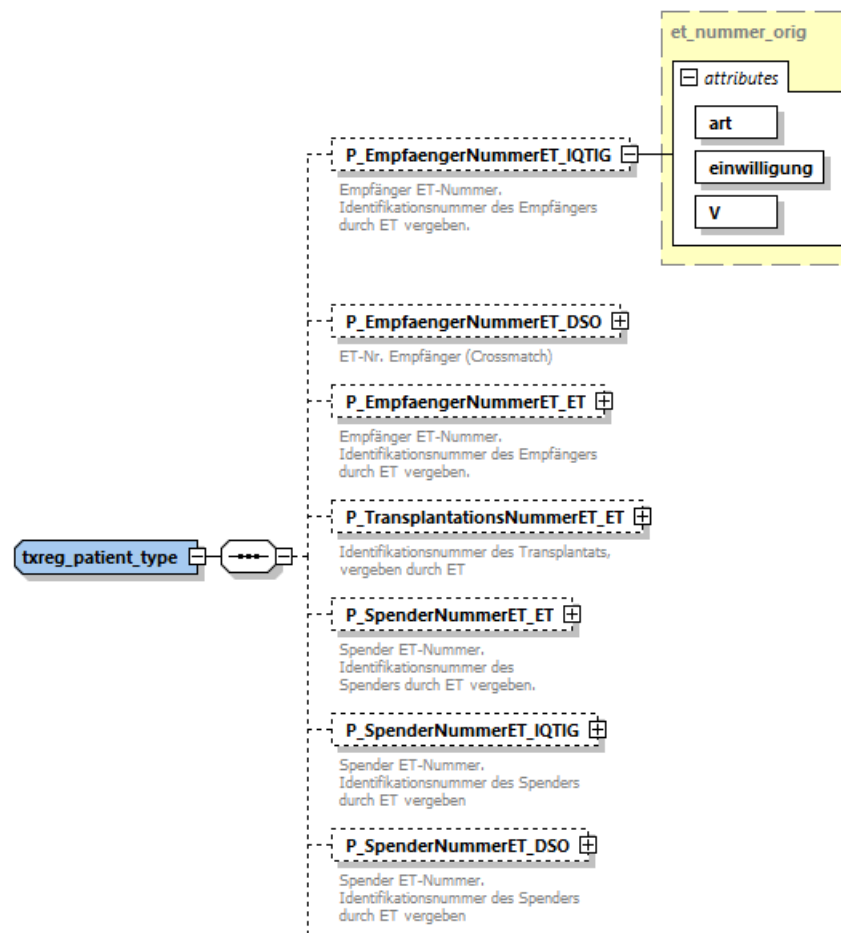 et_nummer_orig
attributes
art
einwilligung
V
P_EmpfaengerNummerET_IQTIG
Empfänger ET-Nummer.
Identifikationsnummer des Empfängers
durch ET vergeben.
P_EmpfaengerNummerET_DSO
ET-Nr. Empfänger (Crossmatch)
P_EmpfaengerNummerET_ET
Empfänger ET-Nummer.
Identifikationsnummer des Empfängers
durch ET vergeben.
P_TransplantationsNummerET_ET
Identifikationsnummer des Transplantats,
vergeben durch ET
txreg_patient_type
P_SpenderNummerET_ET
Spender ET-Nummer.
Identifikationsnummer des
Spenders durch ET vergeben.
P_SpenderNummerET_IQTIG
Spender ET-Nummer.
Identifikationsnummer des Spenders
durch ET vergeben
P_SpenderNummerET_DSO
Spender ET-Nummer.
Identifikationsnummer des Spenders
durch ET vergeben